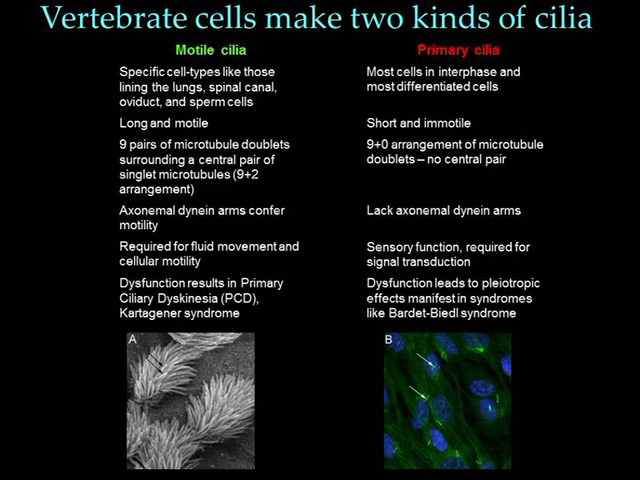 Vertebrate cells make two kinds of cilia
Motile cilia
Primary cilia
Specific cell-types like those
lining the lungs, spinal canal,
oviduct, and sperm cells
Most cells in interphase and
most differentiated cells
Long and motile
Short and immotile
9 pairs of microtubule doublets
surrounding a central pair of
singlet microtubules (9+2
arrangement)
9+0 arrangement of microtubule
doublets – no central pair
Axonemal dynein arms confer
motility
Lack axonemal dynein arms
Required for fluid movement and
cellular motility
Sensory function, required for
signal transduction
Dysfunction results in Primary
Ciliary Dyskinesia (PCD),
Kartagener syndrome
Dysfunction leads to pleiotropic
effects manifest in syndromes
like Bardet-Biedl syndrome
A
B